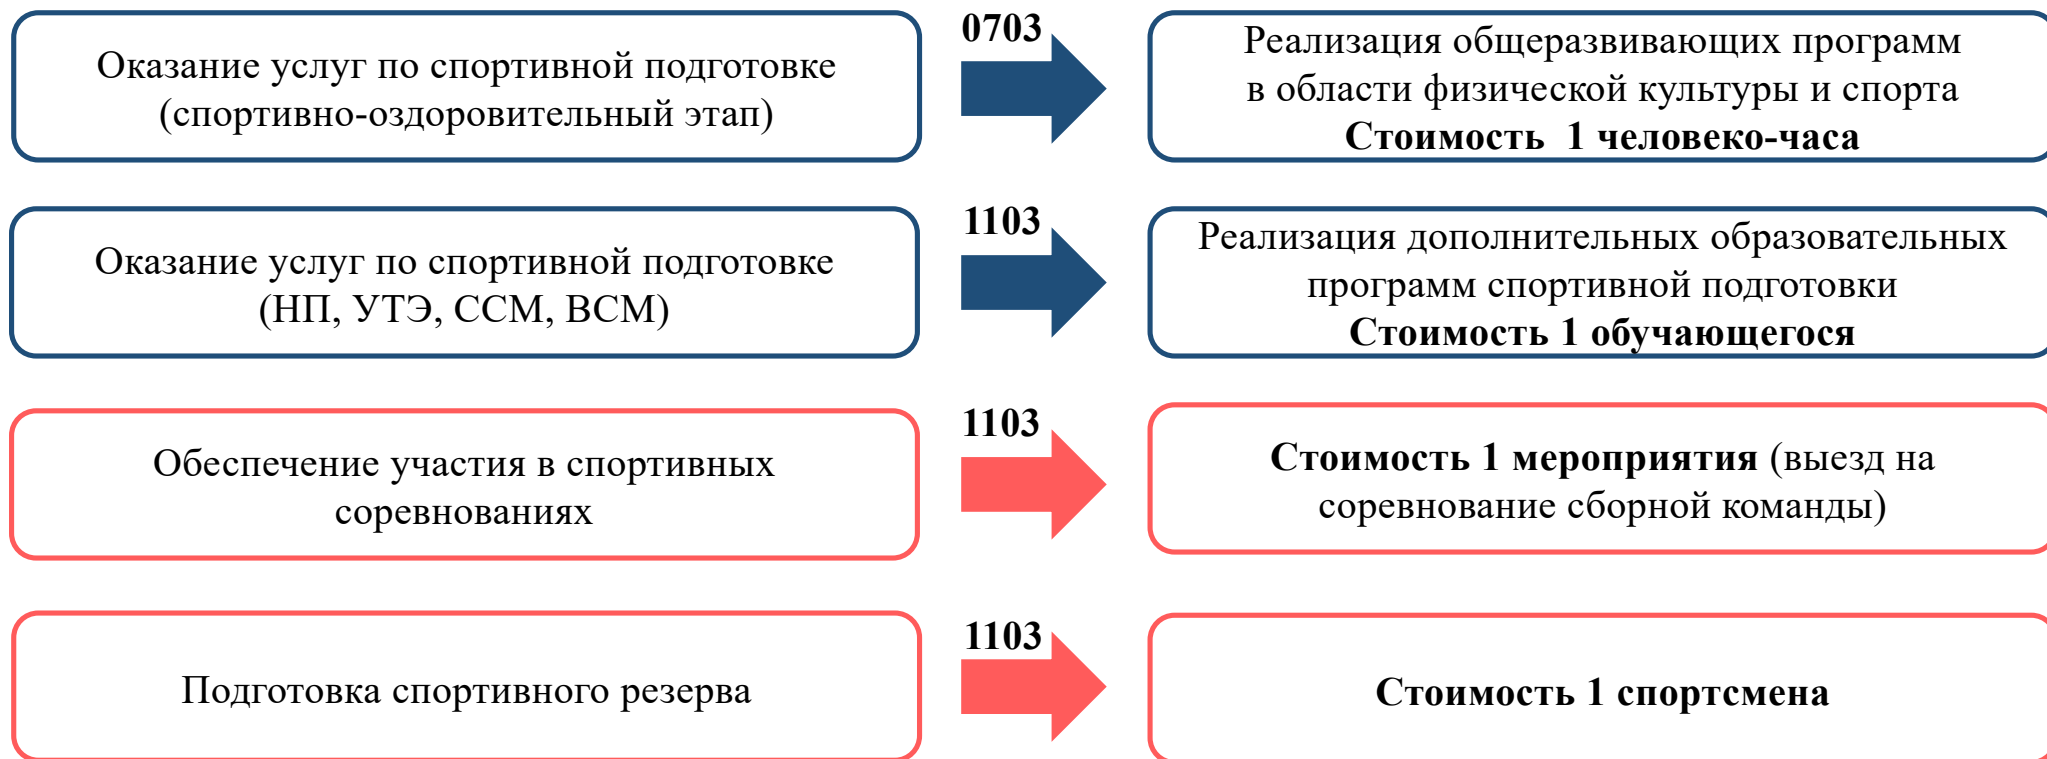 Оказание услуг по спортивной подготовке
(спортивно-оздоровительный этап)
0703
Реализация общеразвивающих программ
в области физической культуры и спорта
Стоимость 1 человеко-часа
Оказание услуг по спортивной подготовке
(НП, УТЭ, ССМ, ВСМ)
1103
Реализация дополнительных образовательных
программ спортивной подготовки
Стоимость 1 обучающегося
Обеспечение участия в спортивных
соревнованиях
1103
Стоимость 1 мероприятия (выезд на
соревнование сборной команды)
Подготовка спортивного резерва
1103
Стоимость 1 спортсмена